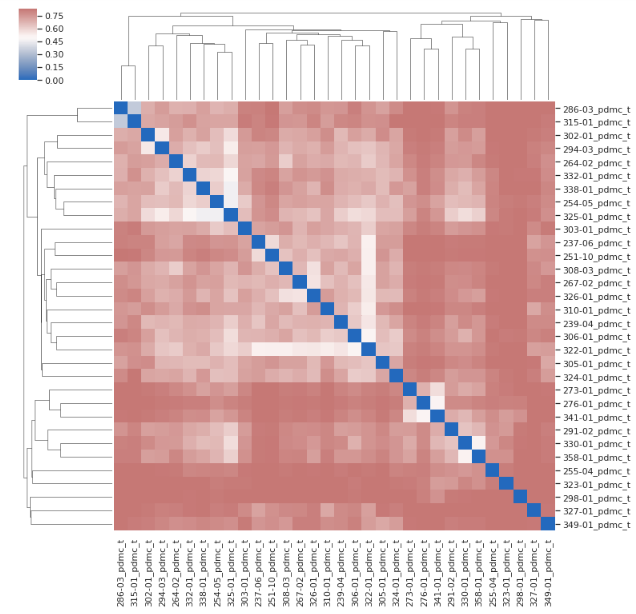 0.75
0.60
0.45
0.30
0.15
0.00
286-03_pdmc_t
315-01_pdmc_t
302-01_pdmc_t
294-03_pdmc_t
264-02_pdmc_t
332-01_pdmc_t
338-01_pdmc_t
254-05_pdmc_t
325-01_pdmc_t
303-01_pdmc_t
237-06_pdmc_t
251-10_pdmc_t
308-03_pdmc_t
267-02_pdmc_t
326-01_pdmc_t
310-01_pdmc_t
239-04_pdmc_t
306-01_pdmc_t
322-01_pdmc_t
305-01_pdmc_t
324-01_pdmc_t
273-01_pdmc_t
276-01_pdmc_t
341-01_pdmc_t
291-02_pdmc_t
330-01_pdmc_t
358-01_pdmc_t
255-04_pdmc_t
323-01_pdmc_t
298-01_pdmc_t
327-01_pdmc_t
349-01_pdmc_t
286-03_pdmc_t
315-01_pdmc_t
302-01_pdmc_t
294-03_pdmc_t
264-02_pdmc_t
332-01_pdmc_t
338-01_pdmc_t
254-05_pdmc_t
325-01_pdmc_t
303-01_pdmc_t
237-06_pdmc_t
251-10_pdmc_t
308-03_pdmc_t
267-02_pdmc_t
326-01_pdmc_t
310-01_pdmc_t
239-04_pdmc_t
306-01_pdmc_t
322-01_pdmc_t
305-01_pdmc_t
324-01_pdmc_t
273-01_pdmc_t
276-01_pdmc_t
341-01_pdmc_t
291-02_pdmc_t
330-01_pdmc_t
358-01_pdmc_t
255-04_pdmc_t
323-01_pdmc_t
298-01_pdmc_t
327-01_pdmc_t
349-01_pdmc_t